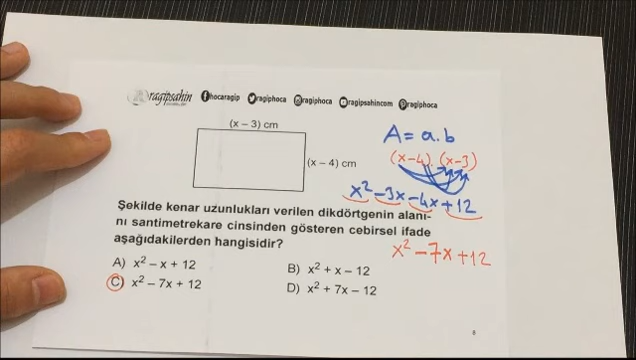 ragipsahin hocaragip ragiphoca @ragiphoca ragipsahincom ragiphoca
(x – 3) cm
(x – 4) cm
A = a.b
(x-4).(x-3)
x² -3x -4x +12
x² -7x +12
Şekilde kenar uzunlukları verilen dikdörtgenin alanı-
nı santimetrekare cinsinden gösteren cebirsel ifade
aşağıdakilerden hangisidir?
A) x² – x + 12
B) x² + x – 12
C) x² – 7x + 12
D) x² + 7x – 12
8